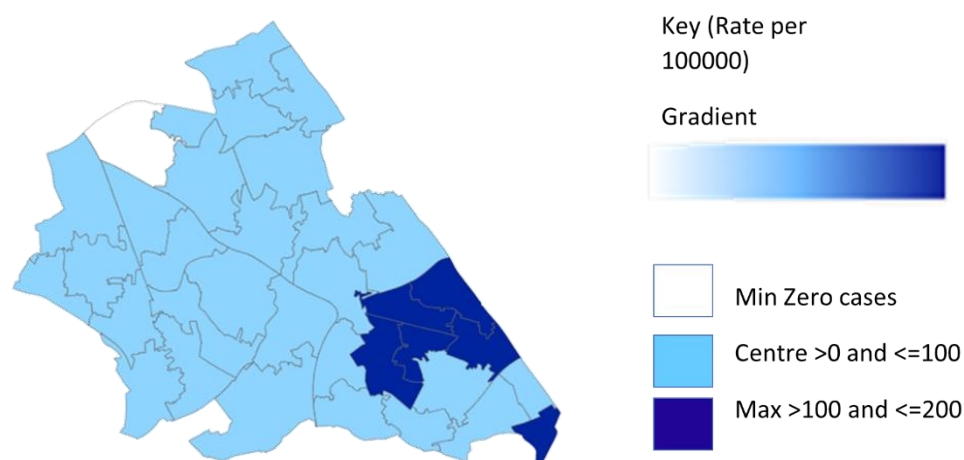 Key (Rate per
100000)
Gradient
Min Zero cases
Centre >0 and <=100
Max >100 and <=200